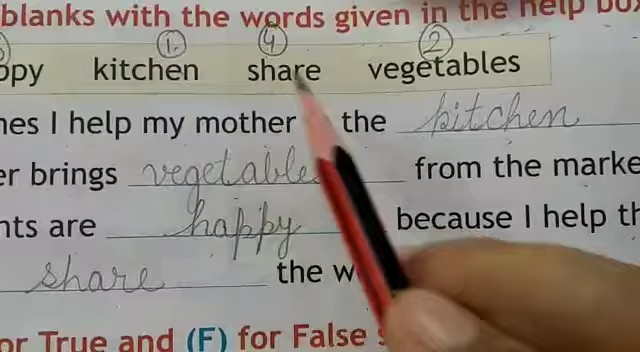 blanks with the words given in the help box
1. 4 2
ppy kitchen share vegetables
nes I help my mother the kitchen
er brings vegetable from the marke
nts are happy because I help th
share the w
or True and (F) for False